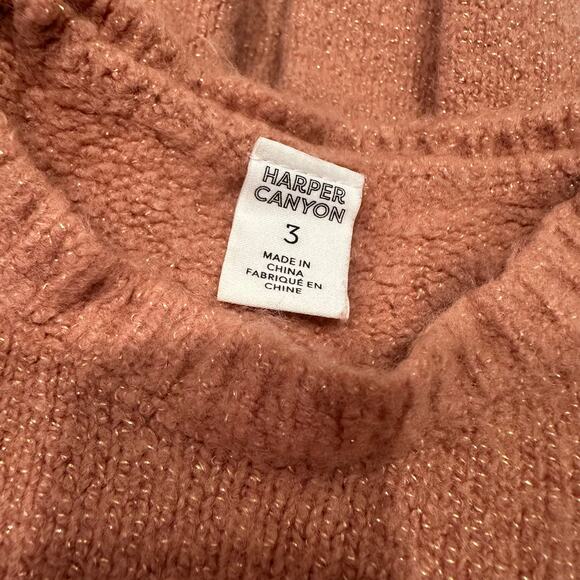 HARPER
CANYON
3
MADE IN
CHINA
FABRIQUÉ EN
CHINE